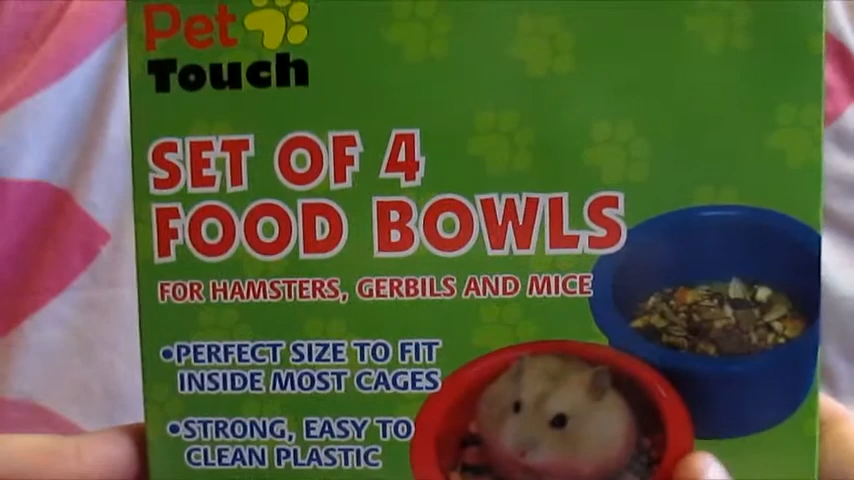 Pet
Touch
SET OF 4
FOOD BOWLS
FOR HAMSTERS, GERBILS AND MICE
•PERFECT SIZE TO FIT
INSIDE MOST CAGES
•STRONG, EASY TO
CLEAN PLASTIC